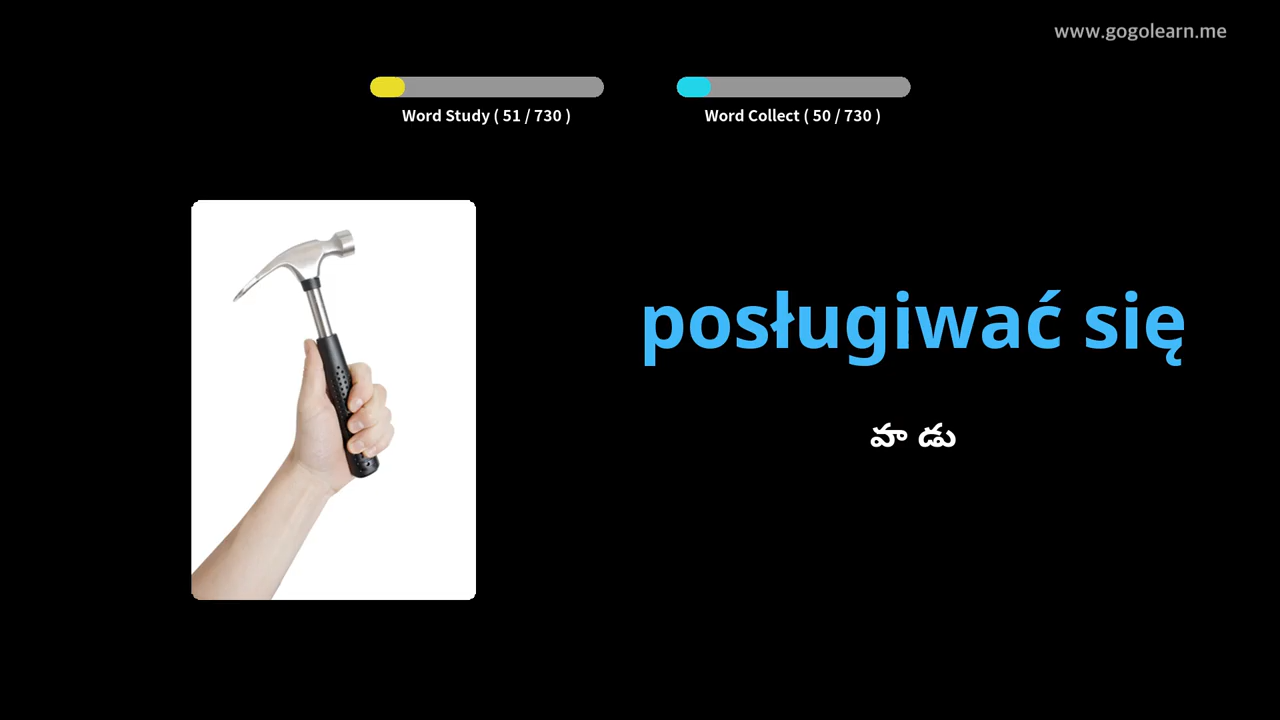 www.gogolearn.me
Word Study ( 51 / 730 )
Word Collect ( 50 / 730 )
posługiwać się
వాడు